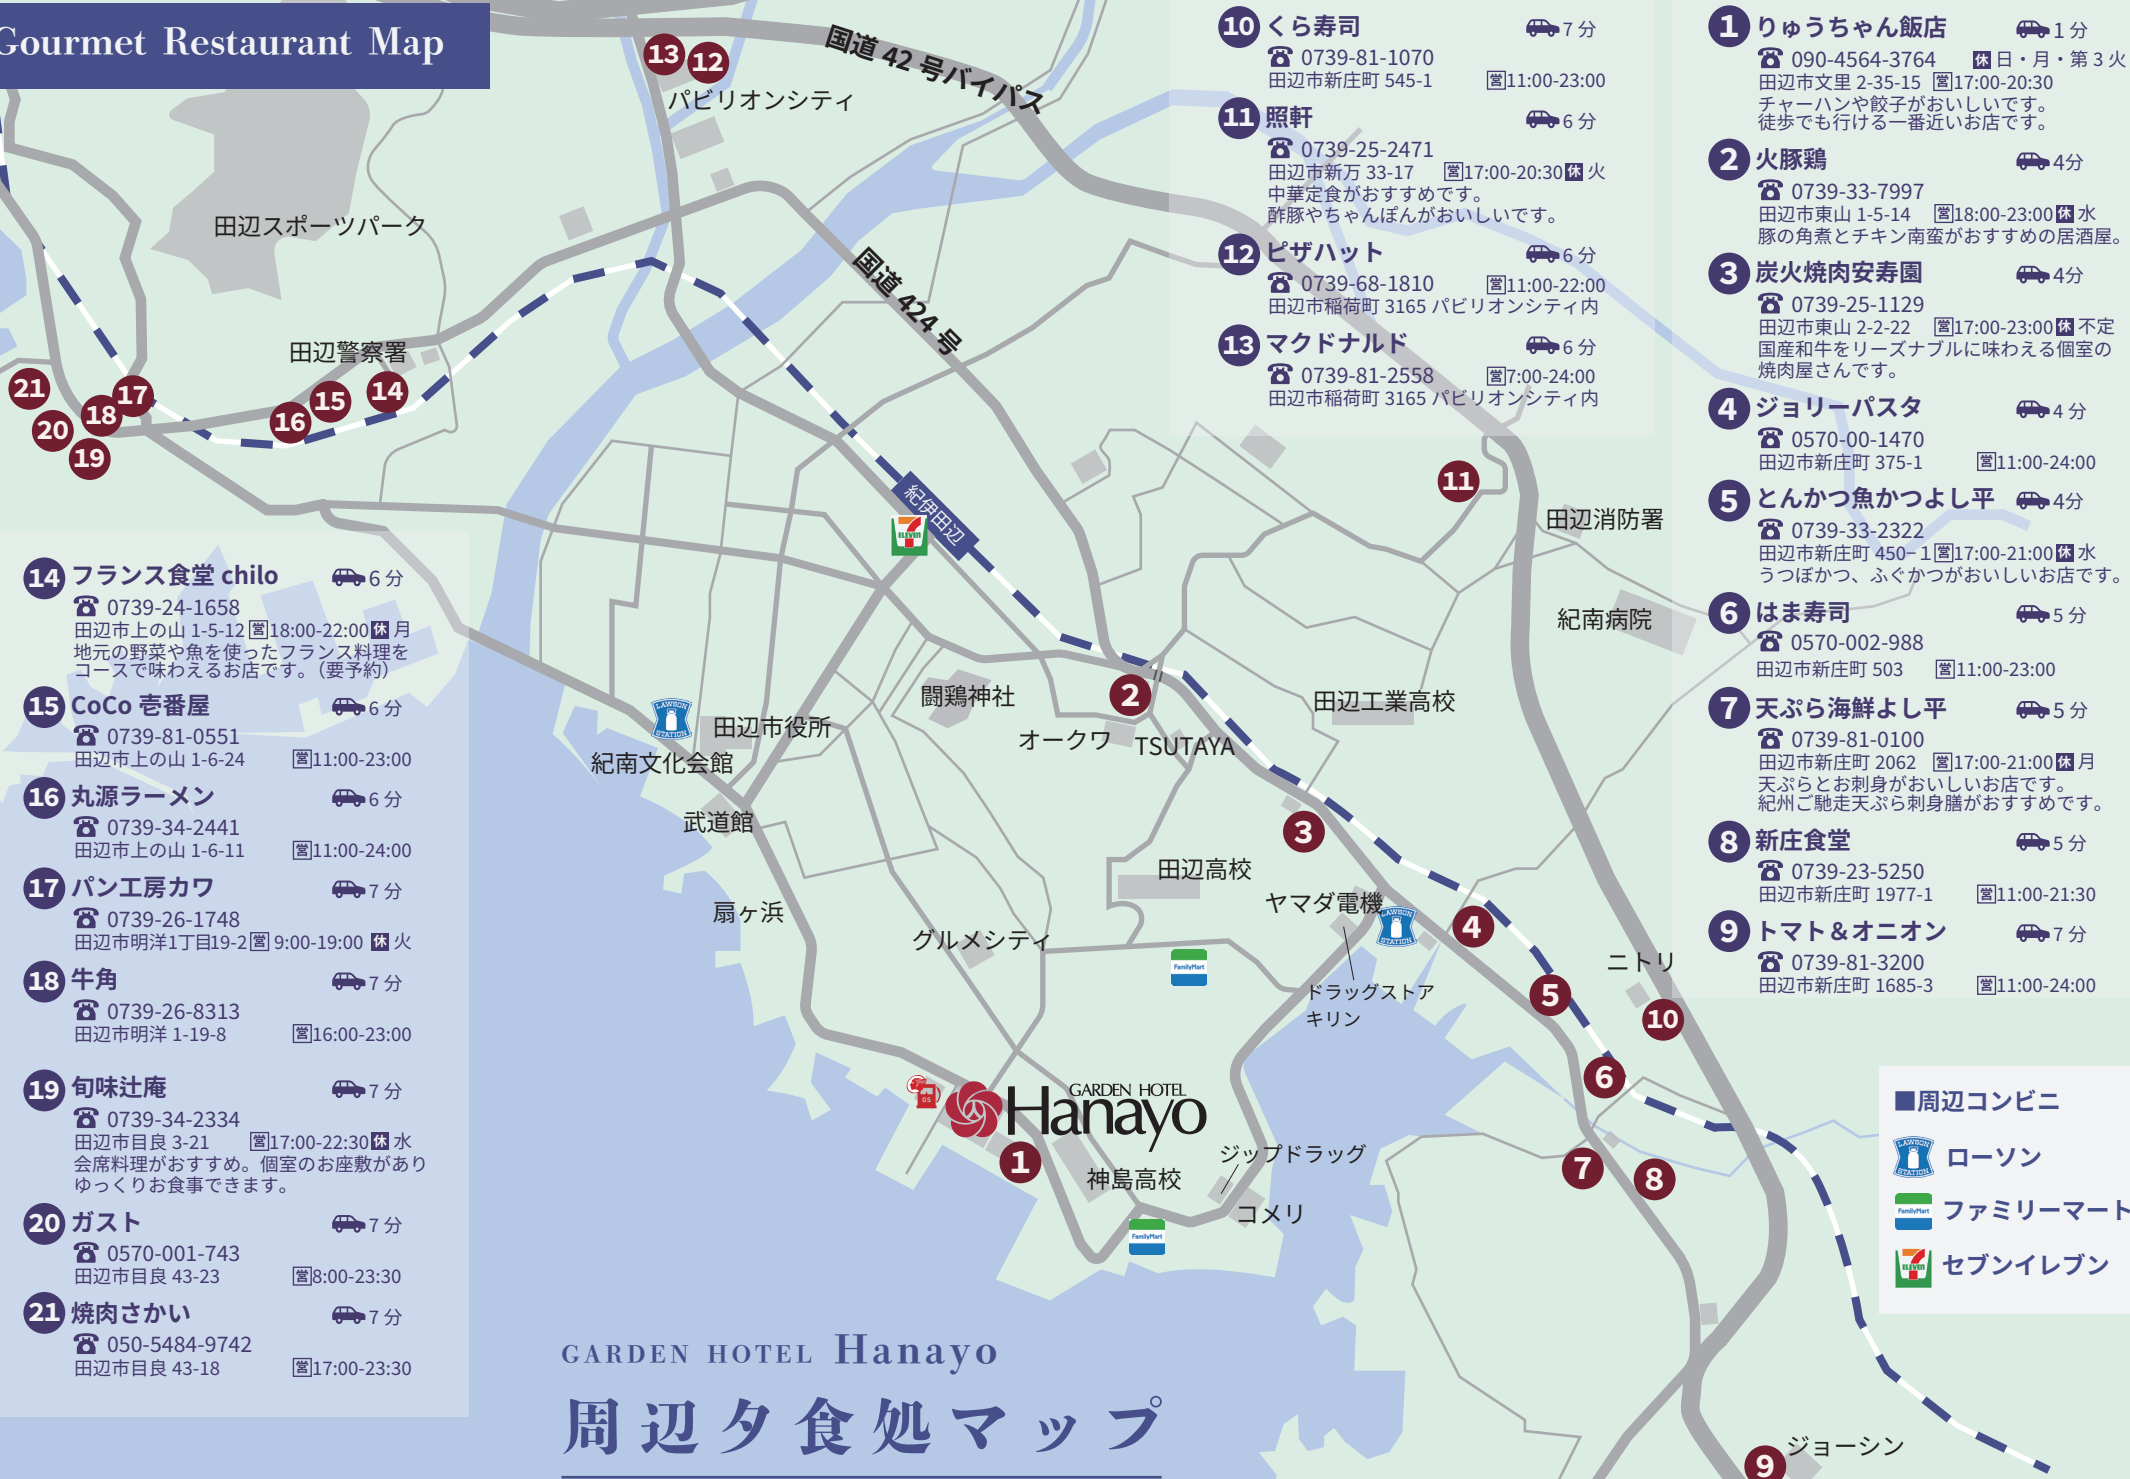 Gourmet Restaurant Map
国道 42 号バイパス
国道 424 号
パビリオンシティ
田辺スポーツパーク
田辺警察署
紀伊田辺
田辺消防署
紀南病院
闘鶏神社
オークワ
TSUTAYA
田辺工業高校
田辺市役所
紀南文化会館
武道館
扇ヶ浜
グルメシティ
田辺高校
ヤマダ電機
ドラッグストア
キリン
ニトリ
GARDEN HOTEL
Hanayo
神島高校
ジップドラッグ
コメリ
ジョーシン
13
12
11
21
20
19
18
17
16
15
14
2
3
4
5
6
7
8
9
10
1
GS
LAWSON
STATION
LAWSON
STATION
7
ELEVEN
FamilyMart
FamilyMart
1 りゅうちゃん飯店 1 分
090-4564-3764 休 日・月・第 3 火
田辺市文里 2-35-15 営17:00-20:30
チャーハンや餃子がおいしいです。
徒歩でも行ける一番近いお店です。
2 火豚鶏 4分
0739-33-7997
田辺市東山 1-5-14 営18:00-23:00 休 水
豚の角煮とチキン南蛮がおすすめの居酒屋。
3 炭火焼肉安寿園 4分
0739-25-1129
田辺市東山 2-2-22 営17:00-23:00 休 不定
国産和牛をリーズナブルに味わえる個室の
焼肉屋さんです。
4 ジョリーパスタ 4 分
0570-00-1470
田辺市新庄町 375-1 営11:00-24:00
5 とんかつ魚かつよし平 4分
0739-33-2322
田辺市新庄町 450−１営17:00-21:00 休 水
うつぼかつ、ふぐかつがおいしいお店です。
6 はま寿司 5 分
0570-002-988
田辺市新庄町 503 営11:00-23:00
7 天ぷら海鮮よし平 5 分
0739-81-0100
田辺市新庄町 2062 営17:00-21:00 休 月
天ぷらとお刺身がおいしいお店です。
紀州ご馳走天ぷら刺身膳がおすすめです。
8 新庄食堂 5 分
0739-23-5250
田辺市新庄町 1977-1 営11:00-21:30
9 トマト＆オニオン 7 分
0739-81-3200
田辺市新庄町 1685-3 営11:00-24:00
10 くら寿司 7 分
0739-81-1070
田辺市新庄町 545-1 営11:00-23:00
11 照軒 6 分
0739-25-2471
田辺市新万 33-17 営17:00-20:30 休 火
中華定食がおすすめです。
酢豚やちゃんぽんがおいしいです。
12 ピザハット 6 分
0739-68-1810 営11:00-22:00
田辺市稲荷町 3165 パビリオンシティ内
13 マクドナルド 6 分
0739-81-2558 営7:00-24:00
田辺市稲荷町 3165 パビリオンシティ内
14 フランス食堂 chilo 6 分
0739-24-1658
田辺市上の山 1-5-12 営18:00-22:00 休 月
地元の野菜や魚を使ったフランス料理を
コースで味わえるお店です。（要予約）
15 CoCo 壱番屋 6 分
0739-81-0551
田辺市上の山 1-6-24 営11:00-23:00
16 丸源ラーメン 6 分
0739-34-2441
田辺市上の山 1-6-11 営11:00-24:00
17 パン工房カワ 7 分
0739-26-1748
田辺市明洋1丁目19-2 営 9:00-19:00 休 火
18 牛角 7 分
0739-26-8313
田辺市明洋 1-19-8 営16:00-23:00
19 旬味辻庵 7 分
0739-34-2334
田辺市目良 3-21 営17:00-22:30 休 水
会席料理がおすすめ。個室のお座敷があり
ゆっくりお食事できます。
20 ガスト 7 分
0570-001-743
田辺市目良 43-23 営8:00-23:30
21 焼肉さかい 7 分
050-5484-9742
田辺市目良 43-18 営17:00-23:30
■周辺コンビニ
LAWSON
STATION
ローソン
FamilyMart
ファミリーマート
7
ELEVEN
セブンイレブン
GARDEN HOTEL Hanayo
周辺夕食処マップ